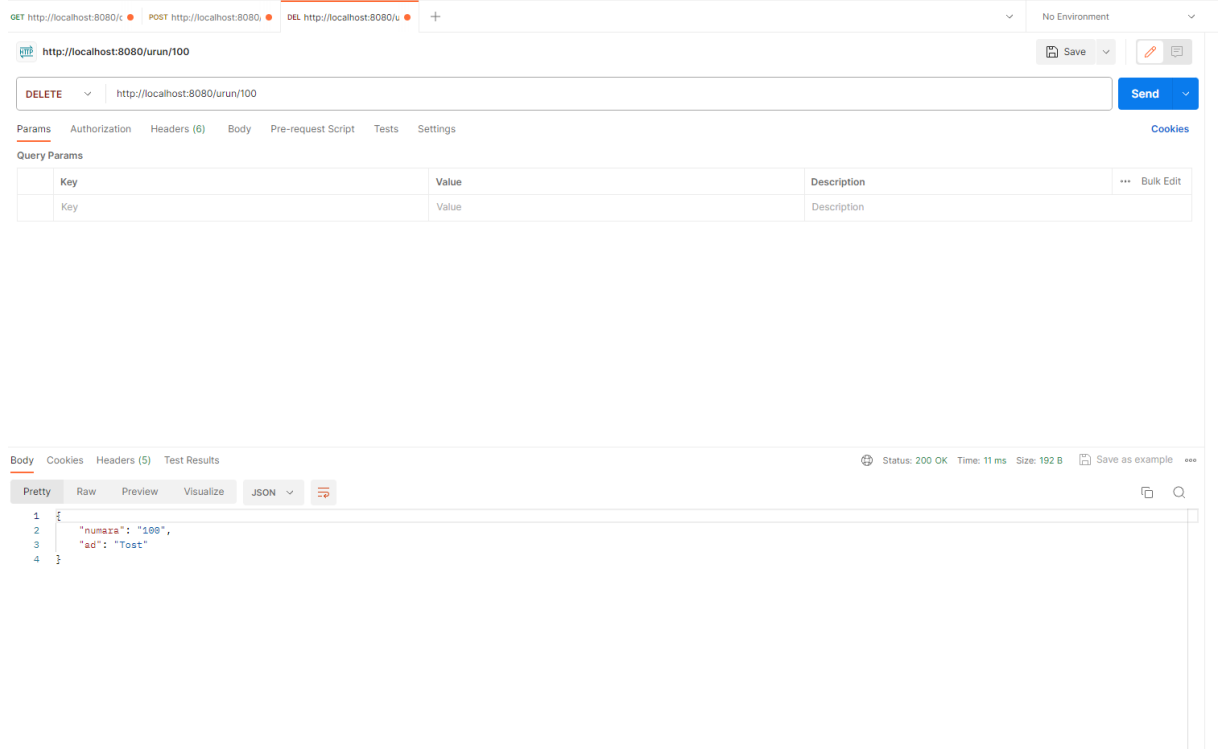 GET http://localhost:8080/c POST http://localhost:8080/ DEL http://localhost:8080/u No Environment
HTTP http://localhost:8080/urun/100 Save
DELETE http://localhost:8080/urun/100 Send
Params Authorization Headers (6) Body Pre-request Script Tests Settings Cookies
Query Params
Key Value Description Bulk Edit
Key Value Description
Body Cookies Headers (5) Test Results Status: 200 OK Time: 11 ms Size: 192 B Save as example
Pretty Raw Preview Visualize JSON
1 {
2 "numara": "100",
3 "ad": "Tost"
4 }